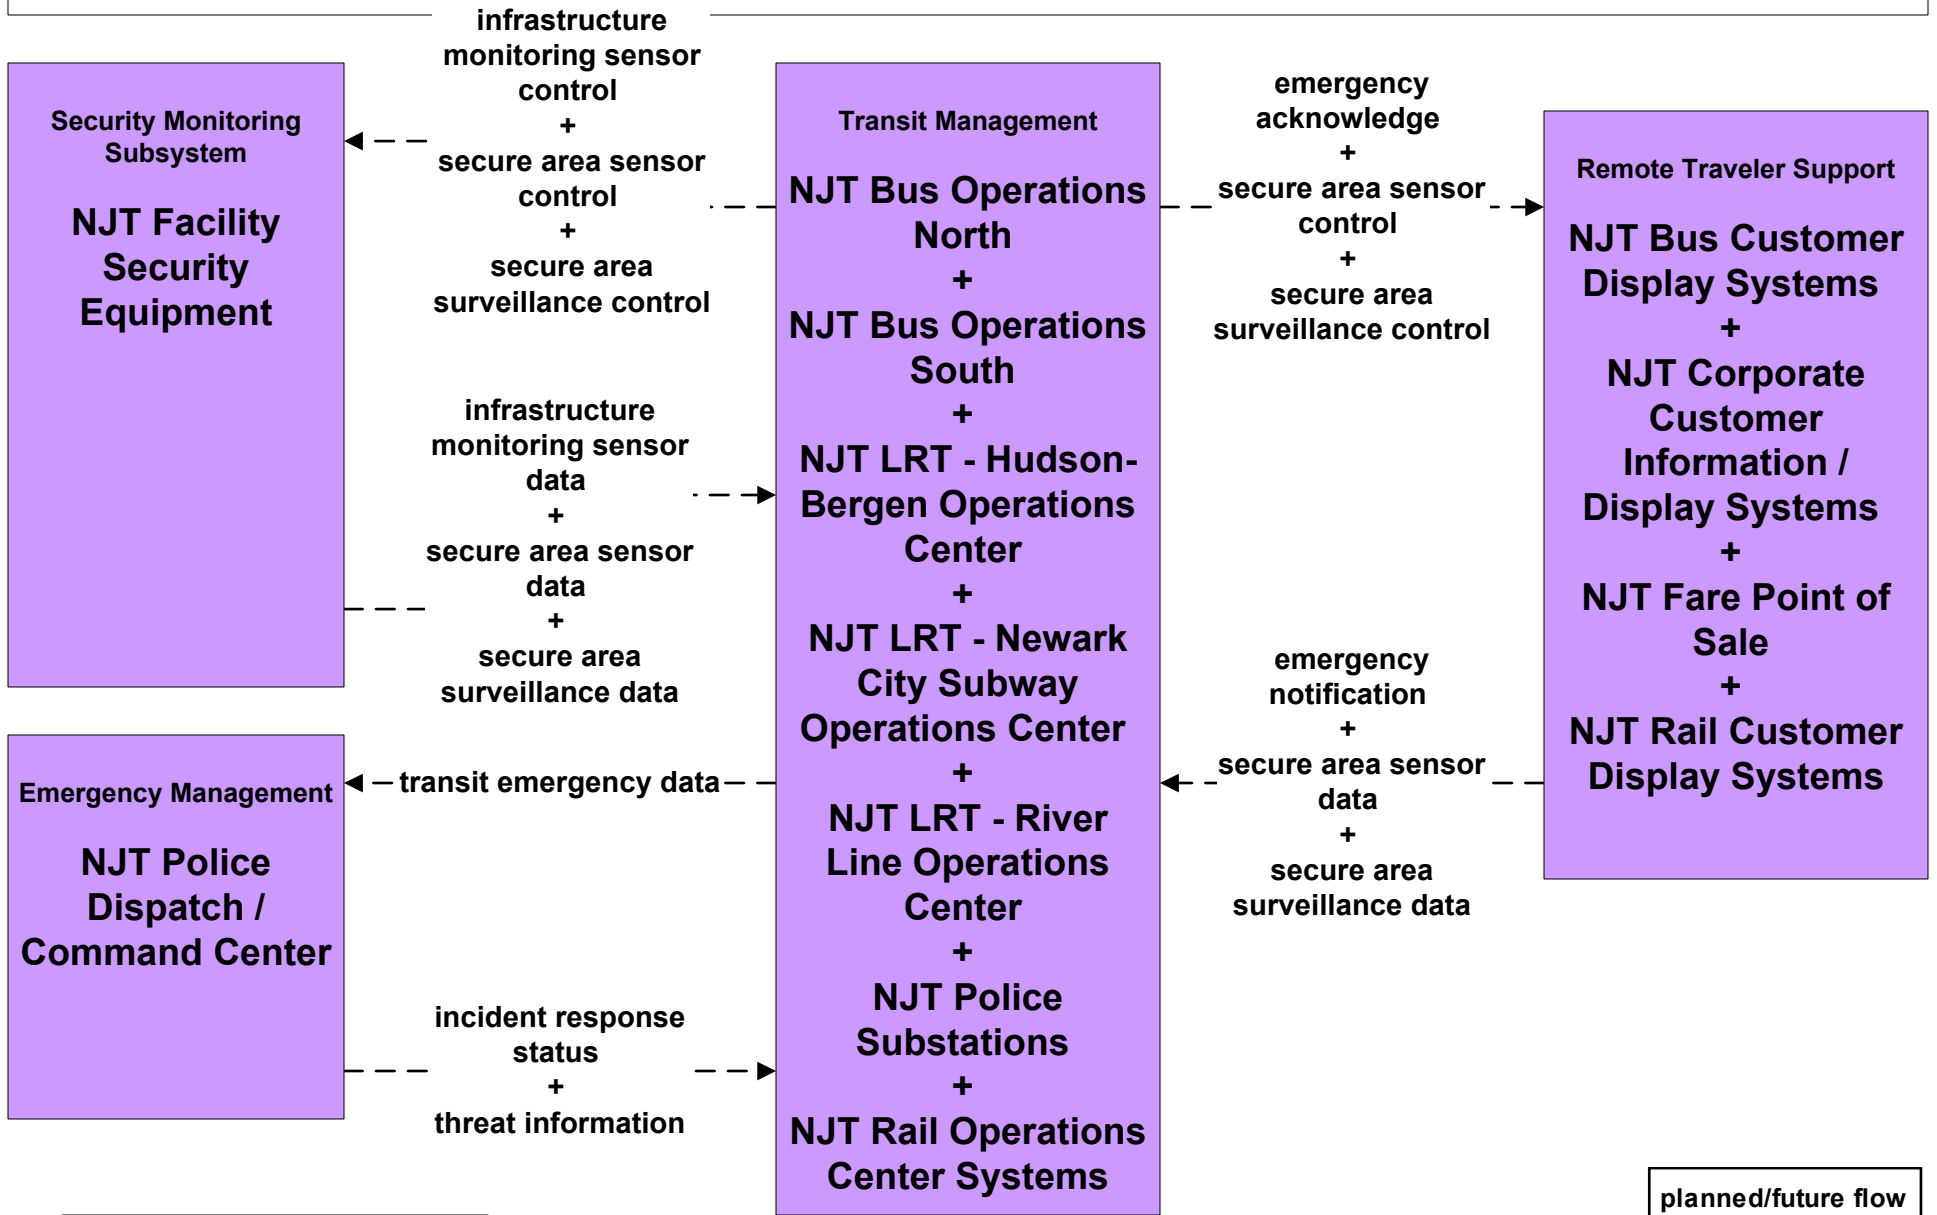 infrastructure
monitoring sensor
control
+
secure area sensor
control
+
secure area
surveillance control
Security Monitoring
Subsystem
NJT Facility
Security
Equipment
infrastructure
monitoring sensor
data
+
secure area sensor
data
+
secure area
surveillance data
Emergency Management
NJT Police
Dispatch /
Command Center
transit emergency data
incident response
status
+
threat information
Transit Management
NJT Bus Operations
North
+
NJT Bus Operations
South
+
NJT LRT - Hudson-
Bergen Operations
Center
+
NJT LRT - Newark
City Subway
Operations Center
+
NJT LRT - River
Line Operations
Center
+
NJT Police
Substations
+
NJT Rail Operations
Center Systems
emergency
acknowledge
+
secure area sensor
control
+
secure area
surveillance control
emergency
notification
+
secure area sensor
data
+
secure area
surveillance data
Remote Traveler Support
NJT Bus Customer
Display Systems
+
NJT Corporate
Customer
Information /
Display Systems
+
NJT Fare Point of
Sale
+
NJT Rail Customer
Display Systems
planned/future flow